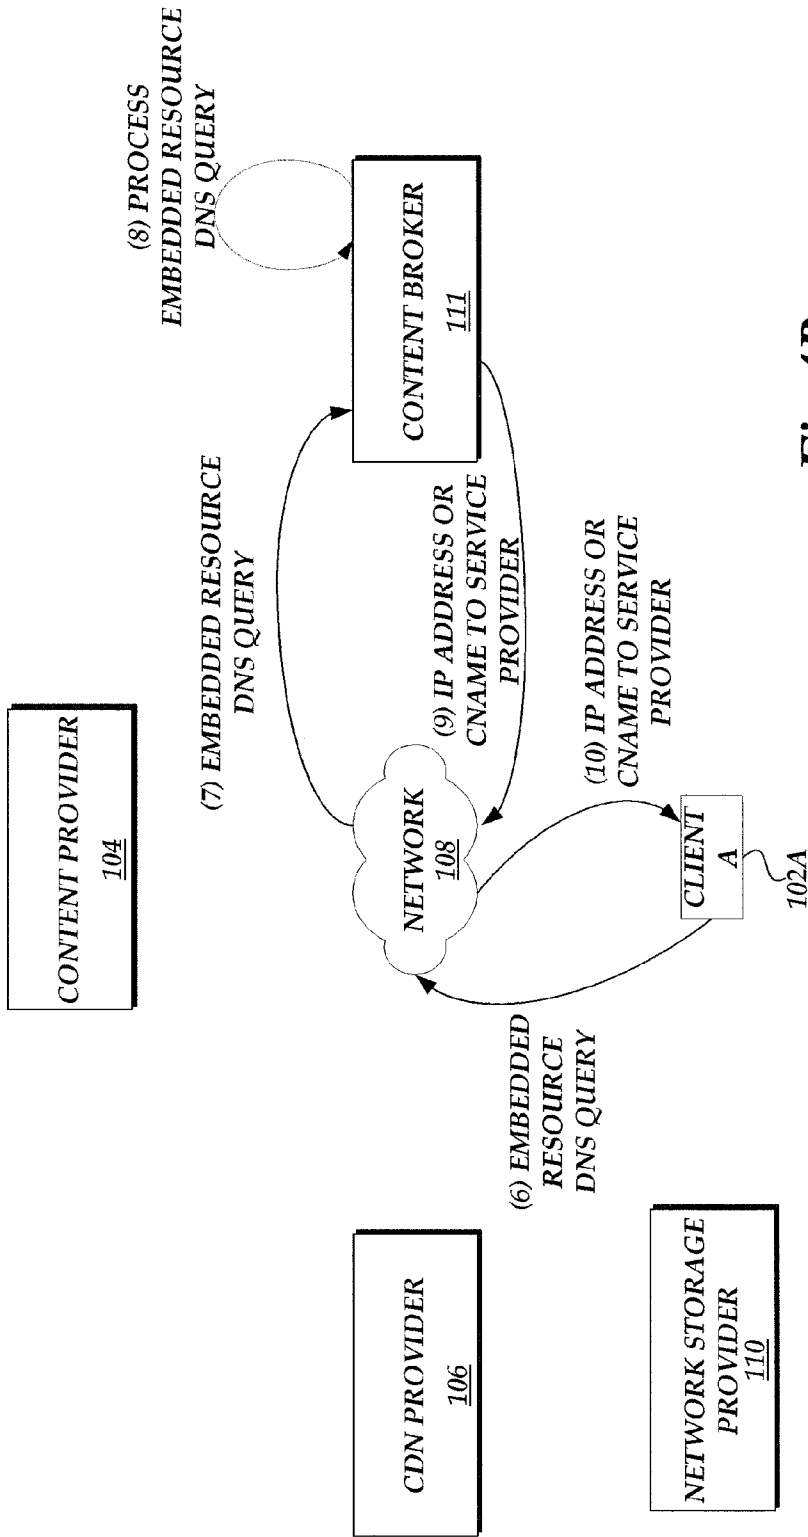 CONTENT PROVIDER
104
(8) PROCESS
EMBEDDED RESOURCE
DNS QUERY
(7) EMBEDDED RESOURCE
DNS QUERY
CDN PROVIDER
106
NETWORK
108
CONTENT BROKER
111
(9) IP ADDRESS OR
CNAME TO SERVICE
PROVIDER
(6) EMBEDDED
RESOURCE
DNS QUERY
(10) IP ADDRESS OR
CNAME TO SERVICE
PROVIDER
NETWORK STORAGE
PROVIDER
110
CLIENT
A
102A